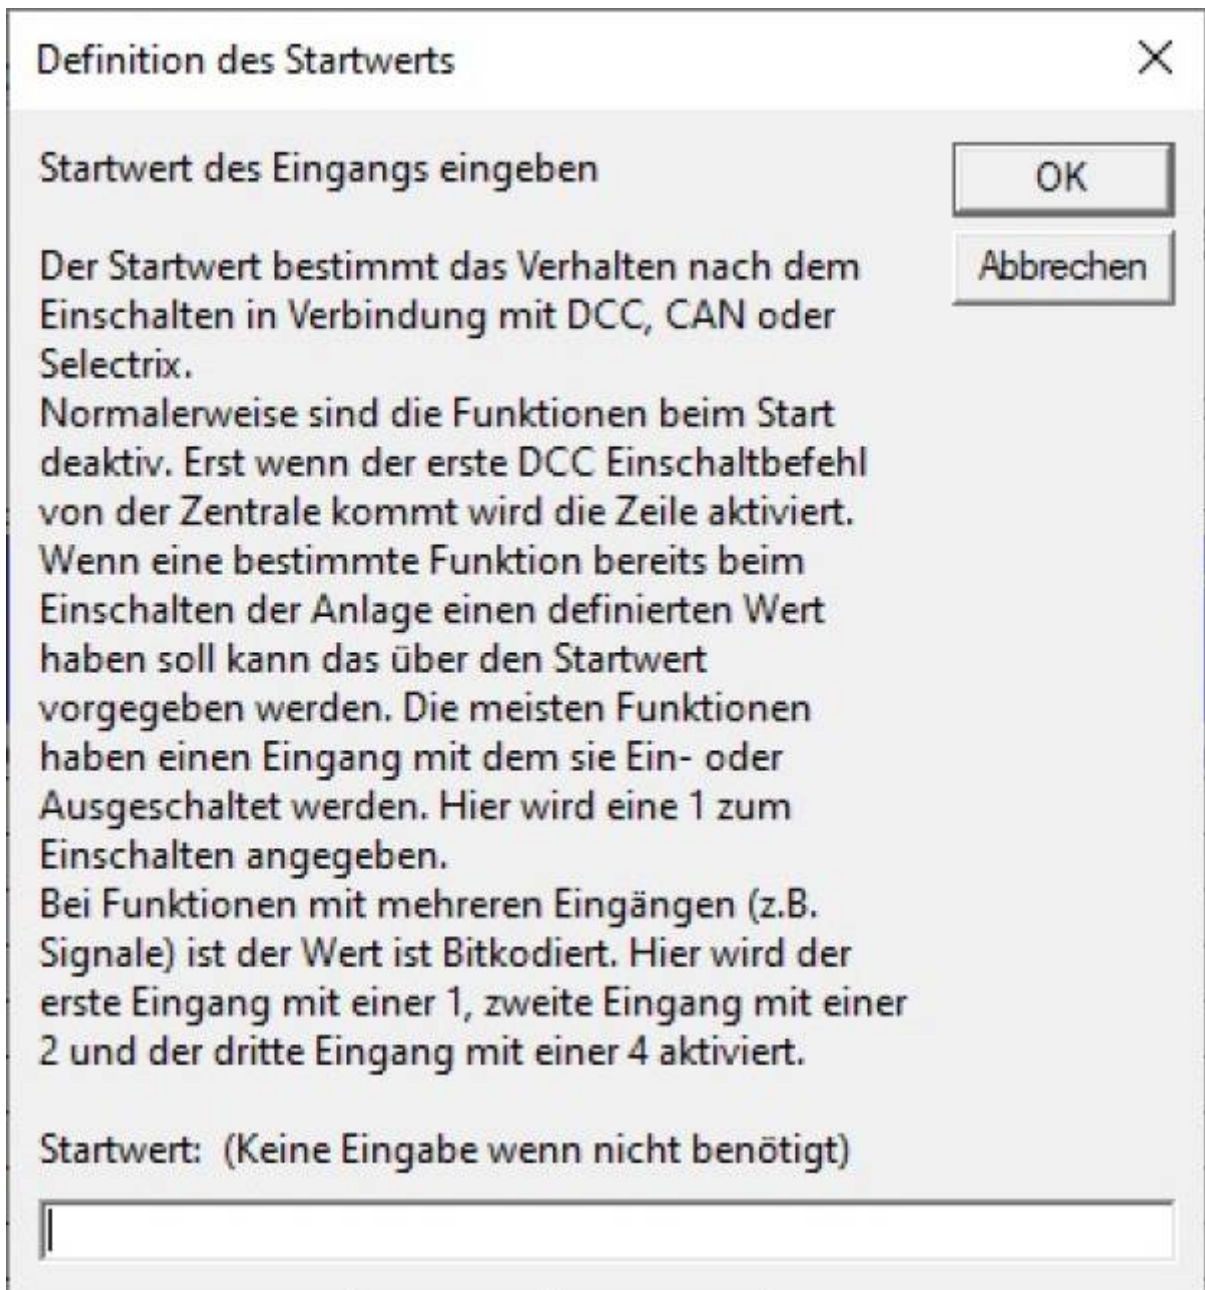 Definition des Startwerts
Startwert des Eingangs eingeben
OK
Der Startwert bestimmt das Verhalten nach dem
Abbrechen
Einschalten in Verbindung mit DCC, CAN oder
Selectrix.
Normalerweise sind die Funktionen beim Start
deaktiv. Erst wenn der erste DCC Einschaltbefehl
von der Zentrale kommt wird die Zeile aktiviert.
Wenn eine bestimmte Funktion bereits beim
Einschalten der Anlage einen definierten Wert
haben soll kann das über den Startwert
vorgegeben werden. Die meisten Funktionen
haben einen Eingang mit dem sie Ein- oder
Ausgeschaltet werden. Hier wird eine 1 zum
Einschalten angegeben.
Bei Funktionen mit mehreren Eingängen (z.B.
Signale) ist der Wert ist Bitkodiert. Hier wird der
erste Eingang mit einer 1, zweite Eingang mit einer
2 und der dritte Eingang mit einer 4 aktiviert.
Startwert: (Keine Eingabe wenn nicht benötigt)